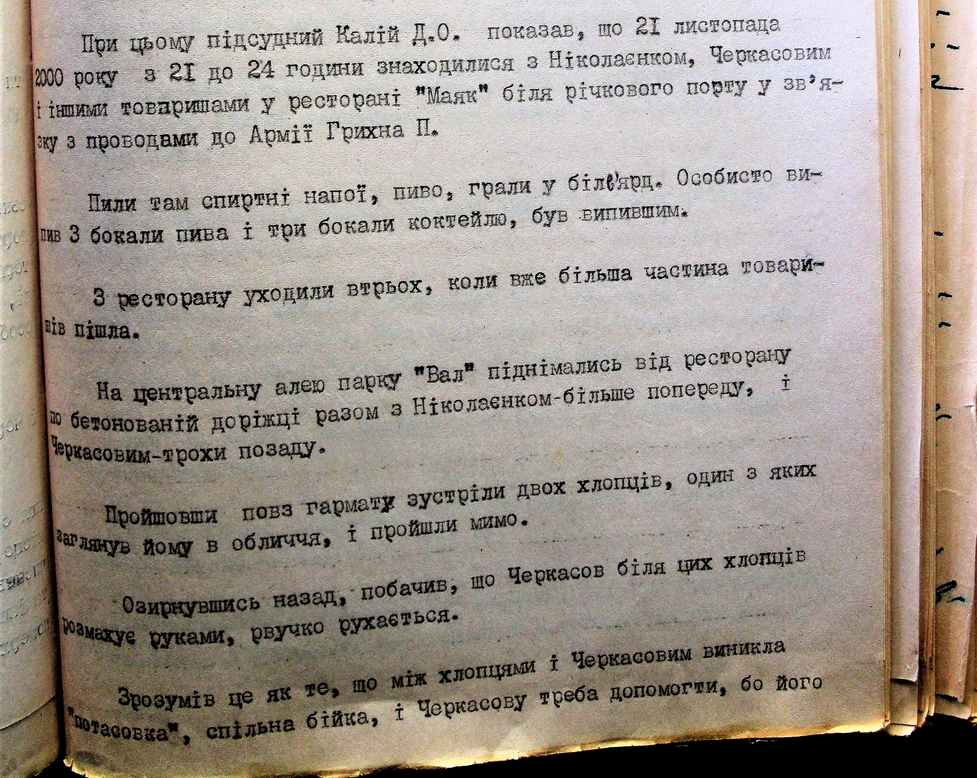 При цьому підсудний Калій Д.О. показав, що 21 листопада
2000 року з 21 до 24 години знаходилися з Ніколаєнком, Черкасовим
і іншими товаришами у ресторані "Маяк" біля річкового порту у зв'я-
зку з проводами до Армії Грихна П.
Пили там спиртні напої, пиво, грали у більярд. Особисто ви-
пив 3 бокали пива і три бокали коктейлю, був випившим.
З ресторану уходили втрьох, коли вже більша частина товари-
шів пішла.
На центральну алею парку "Вал" піднімались від ресторану
по бетонованій доріжці разом з Ніколаєнком-більше попереду, і
Черкасовим-трохи позаду.
Пройшовши повз гармату зустріли двох хлопців, один з яких
заглянув йому в обличчя, і пройшли мимо.
Озирнувшись назад, побачив, що Черкасов біля цих хлопців
розмахує руками, рвучко рухається.
Зрозумів це як те, що між хлопцями і Черкасовим виникла
"потасовка", спільна бійка, і Черкасову треба допомогти, бо його